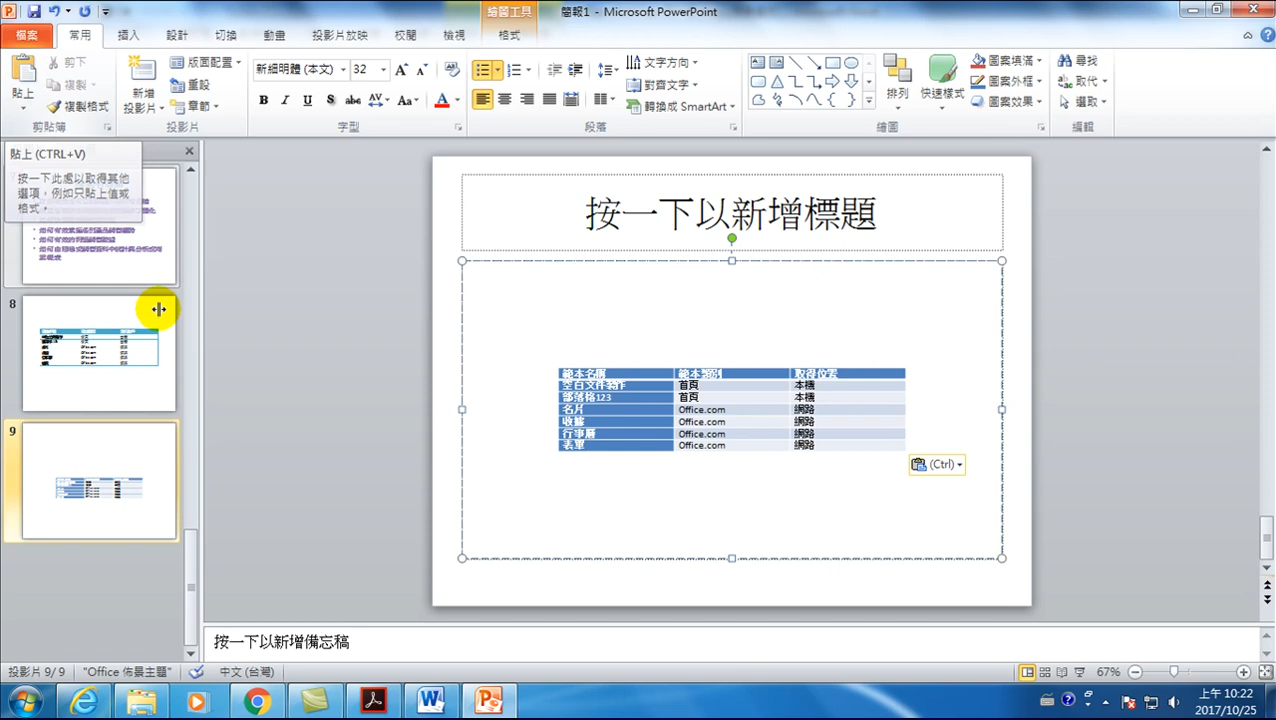 繪圖工具
簡報1 - Microsoft PowerPoint
檔案 常用 插入 設計 切換 動畫 投影片放映 校閱 檢視 格式
貼上
剪下
複製
複製格式
剪貼簿
新增
投影片
版面配置
重設
章節
投影片
新細明體 (本文) 32
B I U S abc AV Aa A
字型
文字方向
對齊文字
轉換成 SmartArt
段落
排列
快速樣式
圖案填滿
圖案外框
圖案效果
繪圖
尋找
取代
選取
編輯
貼上 (CTRL+V)
按一下此處以取得其他
選項，例如只貼上值或
格式。
8
9
按一下以新增標題
範本名稱 範本類別 取得位置
空白文件製作 首頁 本機
部落格123 首頁 本機
名片 Office.com 網路
收據 Office.com 網路
行事曆 Office.com 網路
表單 Office.com 網路
(Ctrl)
按一下以新增備忘稿
投影片 9/9 "Office 佈景主題" 中文 (台灣) 67%
上午 10:22
2017/10/25